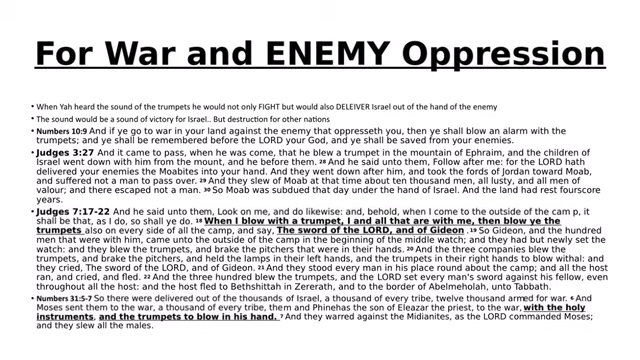 For War and ENEMY Oppression
• When Yah heard the sound of the trumpets he would not only FIGHT but would also DELEIVER Israel out of the hand of the enemy
• The sound would be a sound of victory for Israel.. But destruction for other nations
• Numbers 10:9 And if ye go to war in your land against the enemy that oppresseth you, then ye shall blow an alarm with the
trumpets; and ye shall be remembered before the LORD your God, and ye shall be saved from your enemies.
• Judges 3:27 And it came to pass, when he was come, that he blew a trumpet in the mountain of Ephraim, and the children of
Israel went down with him from the mount, and he before them. 28 And he said unto them, Follow after me: for the LORD hath
delivered your enemies the Moabites into your hand. And they went down after him, and took the fords of Jordan toward Moab,
and suffered not a man to pass over. 29 And they slew of Moab at that time about ten thousand men, all lusty, and all men of
valour; and there escaped not a man. 30 So Moab was subdued that day under the hand of Israel. And the land had rest fourscore
years.
• Judges 7:17-22 And he said unto them, Look on me, and do likewise: and, behold, when I come to the outside of the cam p, it
shall be that, as I do, so shall ye do. 18 When I blow with a trumpet, I and all that are with me, then blow ye the
trumpets also on every side of all the camp, and say, The sword of the LORD, and of Gideon . 19 So Gideon, and the hundred
men that were with him, came unto the outside of the camp in the beginning of the middle watch; and they had but newly set the
watch: and they blew the trumpets, and brake the pitchers that were in their hands. 20 And the three companies blew the
trumpets, and brake the pitchers, and held the lamps in their left hands, and the trumpets in their right hands to blow withal: and
they cried, The sword of the LORD, and of Gideon. 21 And they stood every man in his place round about the camp; and all the host
ran, and cried, and fled. 22 And the three hundred blew the trumpets, and the LORD set every man's sword against his fellow, even
throughout all the host: and the host fled to Bethshittah in Zererath, and to the border of Abelmeholah, unto Tabbath.
• Numbers 31:5-7 So there were delivered out of the thousands of Israel, a thousand of every tribe, twelve thousand armed for war. 6 And
Moses sent them to the war, a thousand of every tribe, them and Phinehas the son of Eleazar the priest, to the war, with the holy
instruments, and the trumpets to blow in his hand. 7 And they warred against the Midianites, as the LORD commanded Moses;
and they slew all the males.